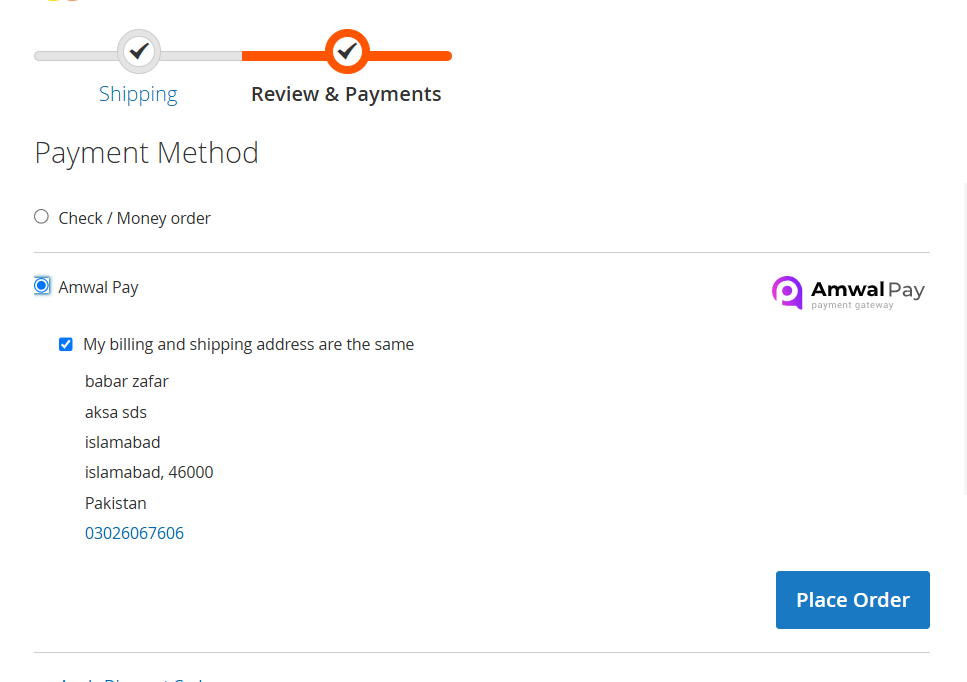 Shipping
Review & Payments
Payment Method
Check / Money order
Amwal Pay
Amwal Pay
payment gateway
My billing and shipping address are the same
babar zafar
aksa sds
islamabad
islamabad, 46000
Pakistan
03026067606
Place Order